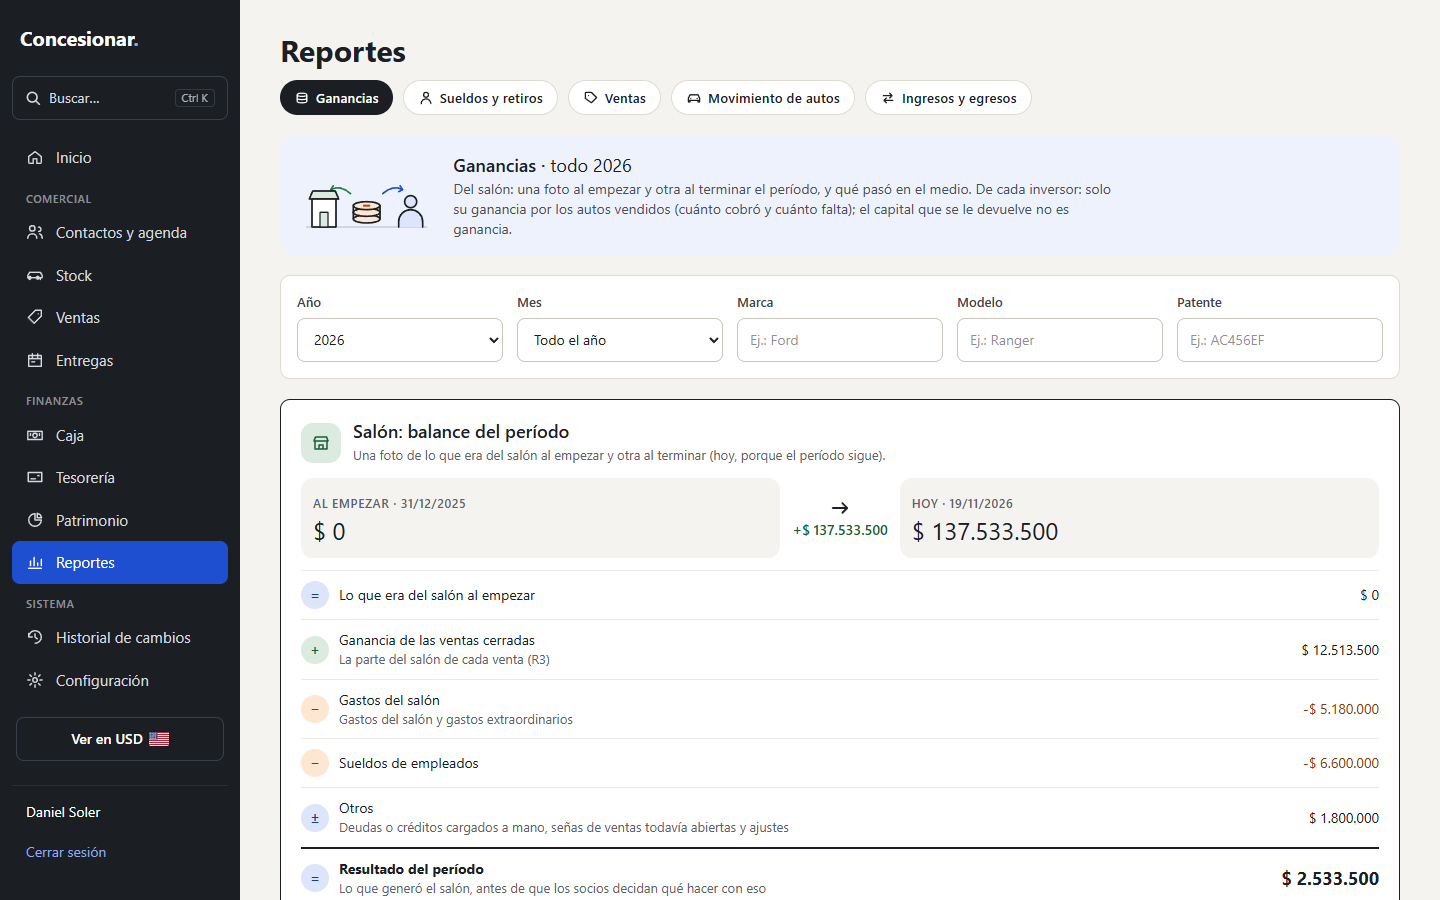 Concesionar.
Buscar...
Ctrl K
Inicio
COMERCIAL
Contactos y agenda
Stock
Ventas
Entregas
FINANZAS
Caja
Tesorería
Patrimonio
Reportes
SISTEMA
Historial de cambios
Configuración
Ver en USD
Daniel Soler
Cerrar sesión
Reportes
Ganancias
Sueldos y retiros
Ventas
Movimiento de autos
Ingresos y egresos
Ganancias · todo 2026
Del salón: una foto al empezar y otra al terminar el período, y qué pasó en el medio. De cada inversor: solo
su ganancia por los autos vendidos (cuánto cobró y cuánto falta); el capital que se le devuelve no es
ganancia.
Año
2026
Mes
Todo el año
Marca
Ej.: Ford
Modelo
Ej.: Ranger
Patente
Ej.: AC456EF
Salón: balance del período
Una foto de lo que era del salón al empezar y otra al terminar (hoy, porque el período sigue).
AL EMPEZAR · 31/12/2025
$ 0
+$ 137.533.500
HOY · 19/11/2026
$ 137.533.500
= Lo que era del salón al empezar $ 0
+ Ganancia de las ventas cerradas $ 12.513.500
La parte del salón de cada venta (R3)
− Gastos del salón -$ 5.180.000
Gastos del salón y gastos extraordinarios
− Sueldos de empleados -$ 6.600.000
± Otros $ 1.800.000
Deudas o créditos cargados a mano, señas de ventas todavía abiertas y ajustes
= Resultado del período $ 2.533.500
Lo que generó el salón, antes de que los socios decidan qué hacer con eso